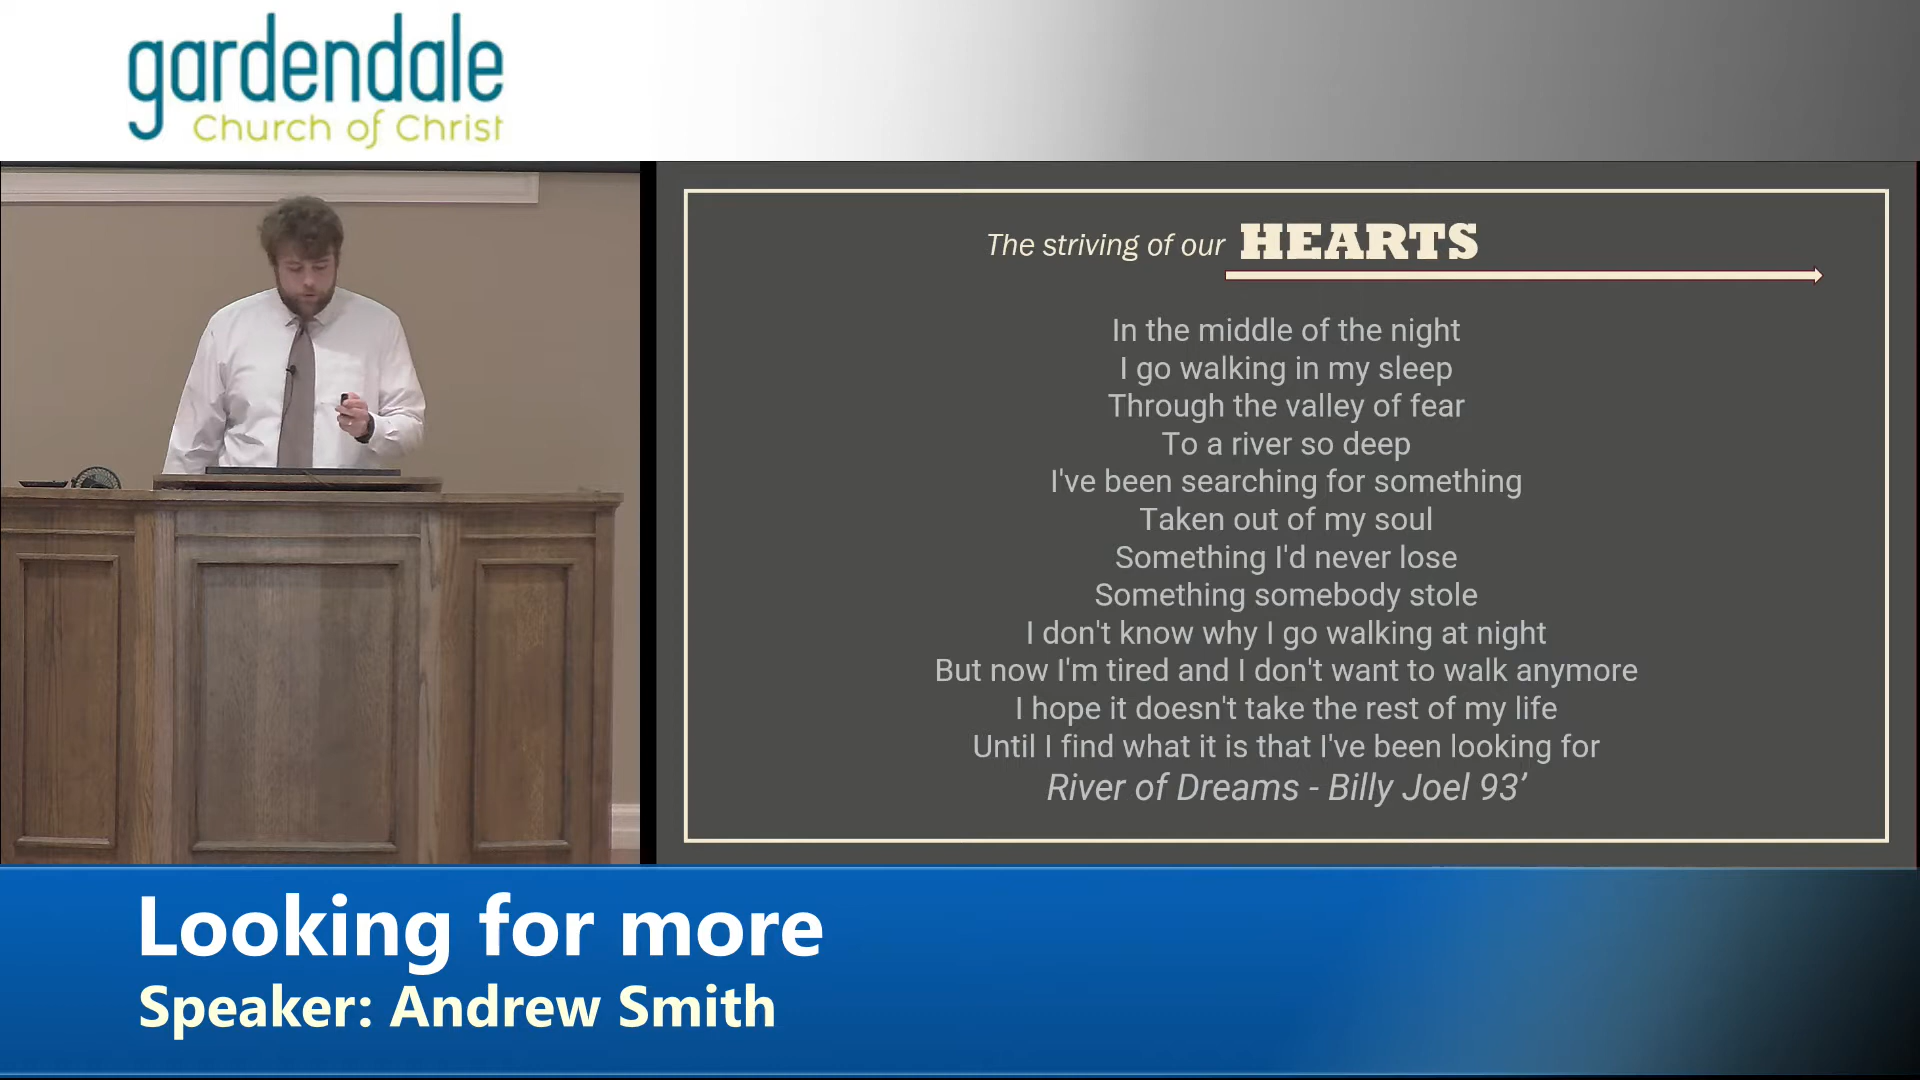 gardendale
Church of Christ
The striving of our HEARTS
In the middle of the night
I go walking in my sleep
Through the valley of fear
To a river so deep
I've been searching for something
Taken out of my soul
Something I'd never lose
Something somebody stole
I don't know why I go walking at night
But now I'm tired and I don't want to walk anymore
I hope it doesn't take the rest of my life
Until I find what it is that I've been looking for
River of Dreams - Billy Joel 93’
Looking for more
Speaker: Andrew Smith